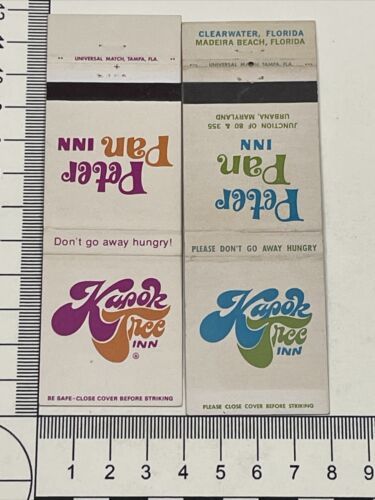 UNIVERSAL MATCH, TAMPA, FLA.
Peter
Pan
INN
Don't go away hungry!
Kapok
Tree
INN
®
BE SAFE-CLOSE COVER BEFORE STRIKING
CLEARWATER, FLORIDA
MADEIRA BEACH, FLORIDA
UNIVERSAL MATCH, TAMPA, FLA.
JUNCTION OF 80 & 355
URBANA, MARYLAND
Peter
Pan
INN
PLEASE DON'T GO AWAY HUNGRY
Kapok
Tree
INN
PLEASE CLOSE COVER BEFORE STRIKING
1 2 3 4 5 6 7 8 9